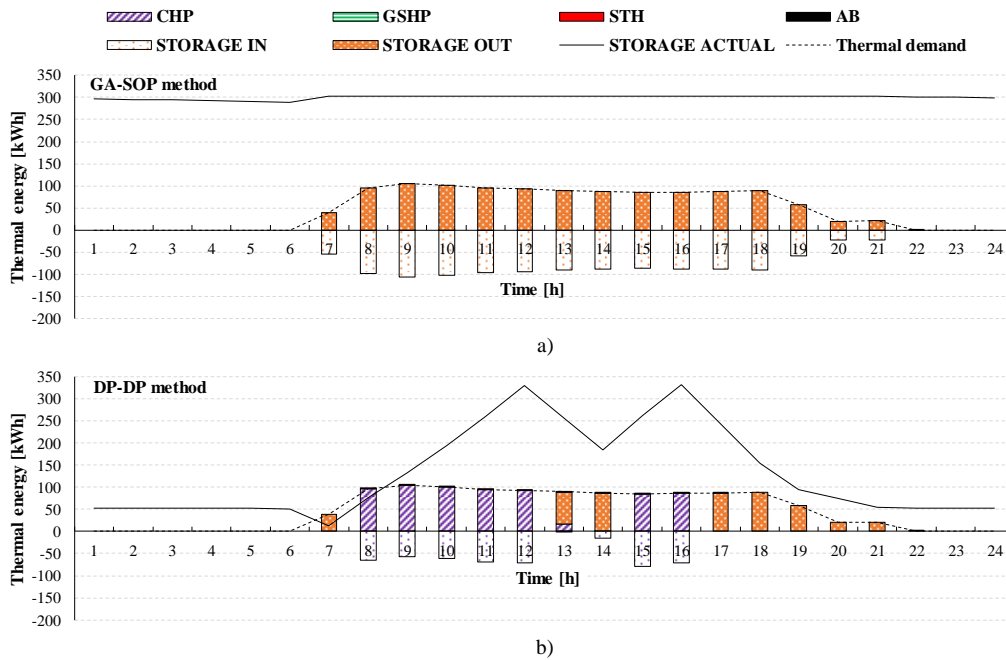 CHP GSHP STH AB
STORAGE IN STORAGE OUT STORAGE ACTUAL Thermal demand
GA-SOP method
Thermal energy [kWh]
350
300
250
200
150
100
50
0
-50
-100
-150
-200
1 2 3 4 5 6 7 8 9 10 11 12 13 14 15 16 17 18 19 20 21 22 23 24
Time [h]
a)
DP-DP method
Thermal energy [kWh]
350
300
250
200
150
100
50
0
-50
-100
-150
-200
1 2 3 4 5 6 7 8 9 10 11 12 13 14 15 16 17 18 19 20 21 22 23 24
Time [h]
b)